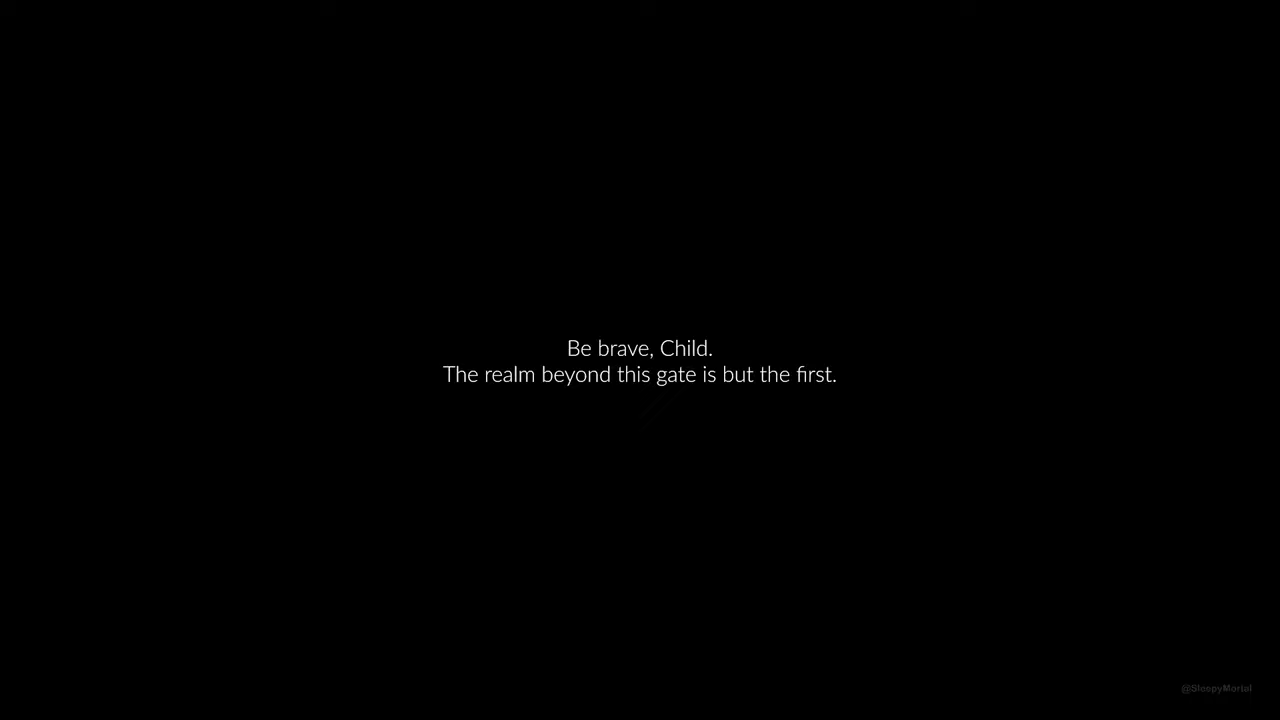 Be brave, Child.
The realm beyond this gate is but the first.
@SleepyMortal